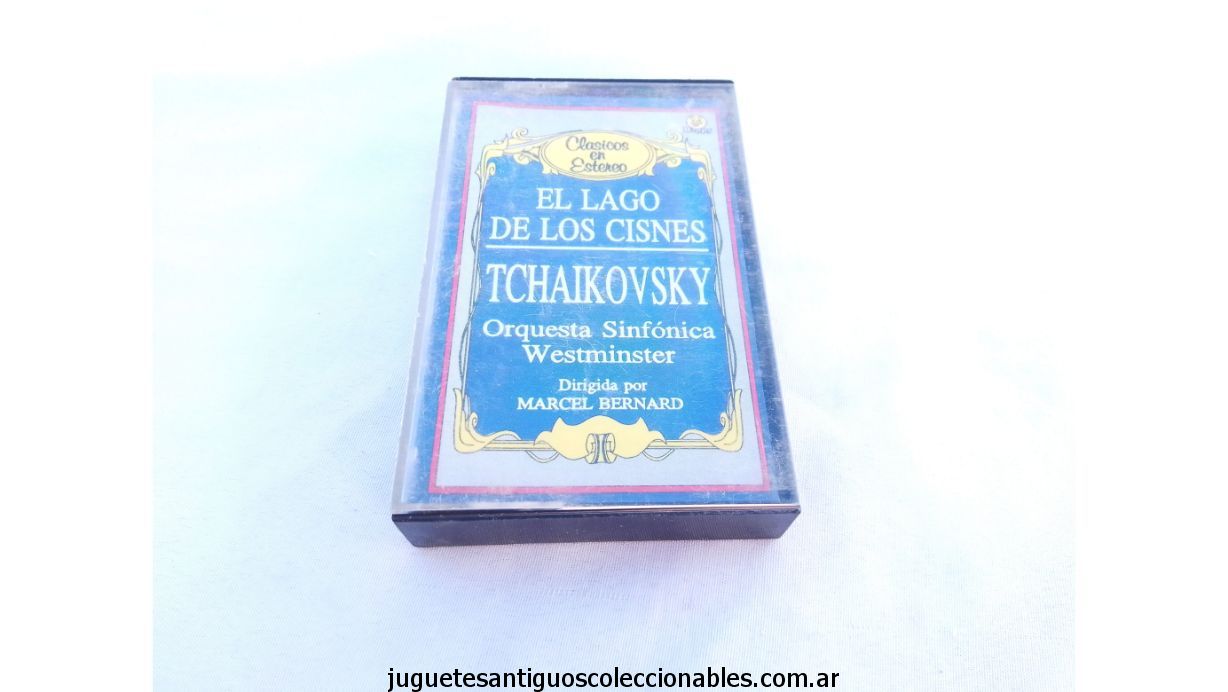 Clasicos
en
Estereo
EL LAGO
DE LOS CISNES
TCHAIKOVSKY
Orquesta Sinfónica
Westminster
Dirigida por
MARCEL BERNARD
juguetesantiguoscoleccionables.com.ar